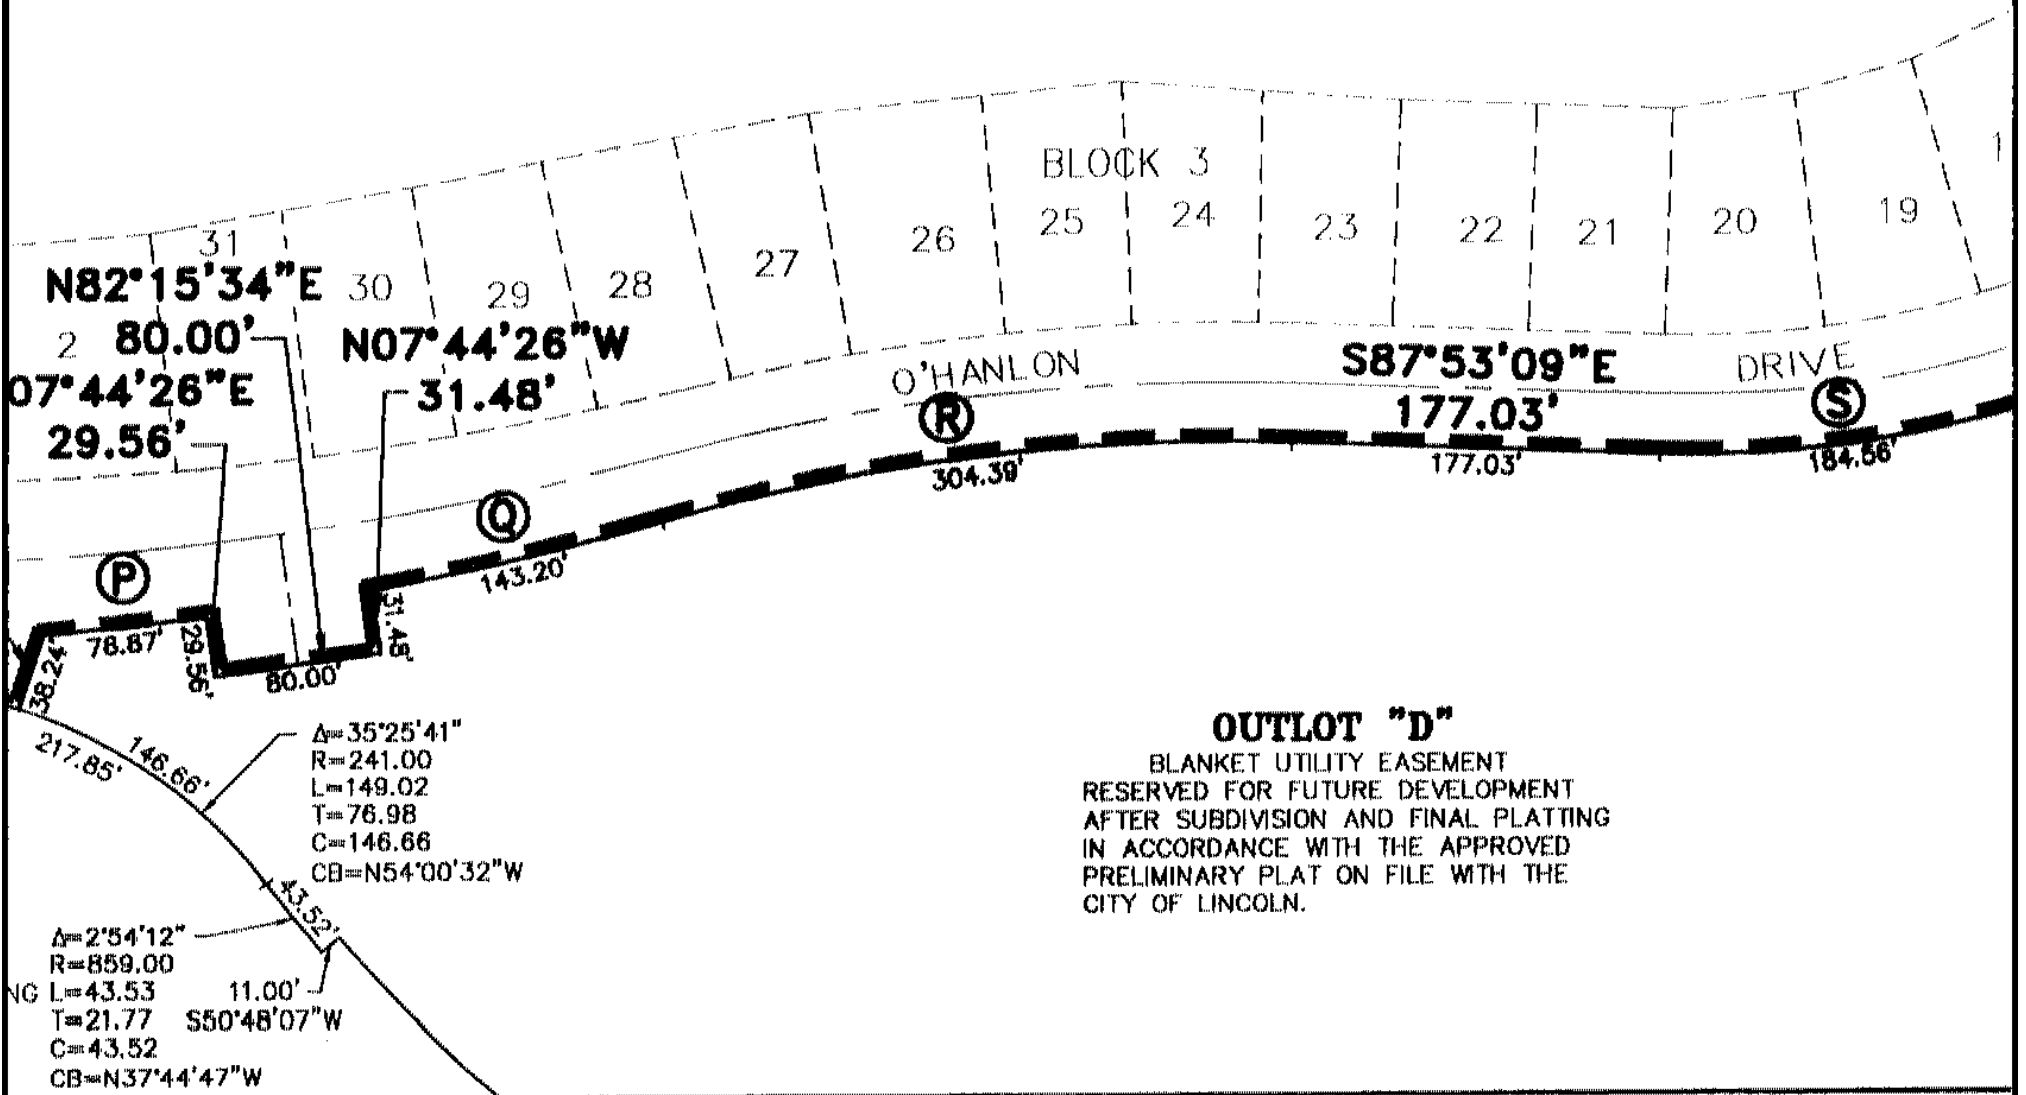 BLOCK 3
31
30
29
28
27
26
25
24
23
22
21
20
19
1
2
N82°15'34"E
80.00'
N07°44'26"W
31.48'
07°44'26"E
29.56'
O'HANLON DRIVE
S87°53'09"E
177.03'
P
Q
R
S
78.87'
29.56'
80.00'
31.48'
143.20'
304.39'
177.03'
184.56'
38.24'
217.85'
146.66'
Δ=35°25'41"
R=241.00
L=149.02
T=76.98
C=146.66
CB=N54°00'32"W
43.52'
Δ=2°54'12"
R=859.00
NG L=43.53
T=21.77
C=43.52
CB=N37°44'47"W
11.00'
S50°48'07"W
OUTLOT "D"
BLANKET UTILITY EASEMENT
RESERVED FOR FUTURE DEVELOPMENT
AFTER SUBDIVISION AND FINAL PLATTING
IN ACCORDANCE WITH THE APPROVED
PRELIMINARY PLAT ON FILE WITH THE
CITY OF LINCOLN.